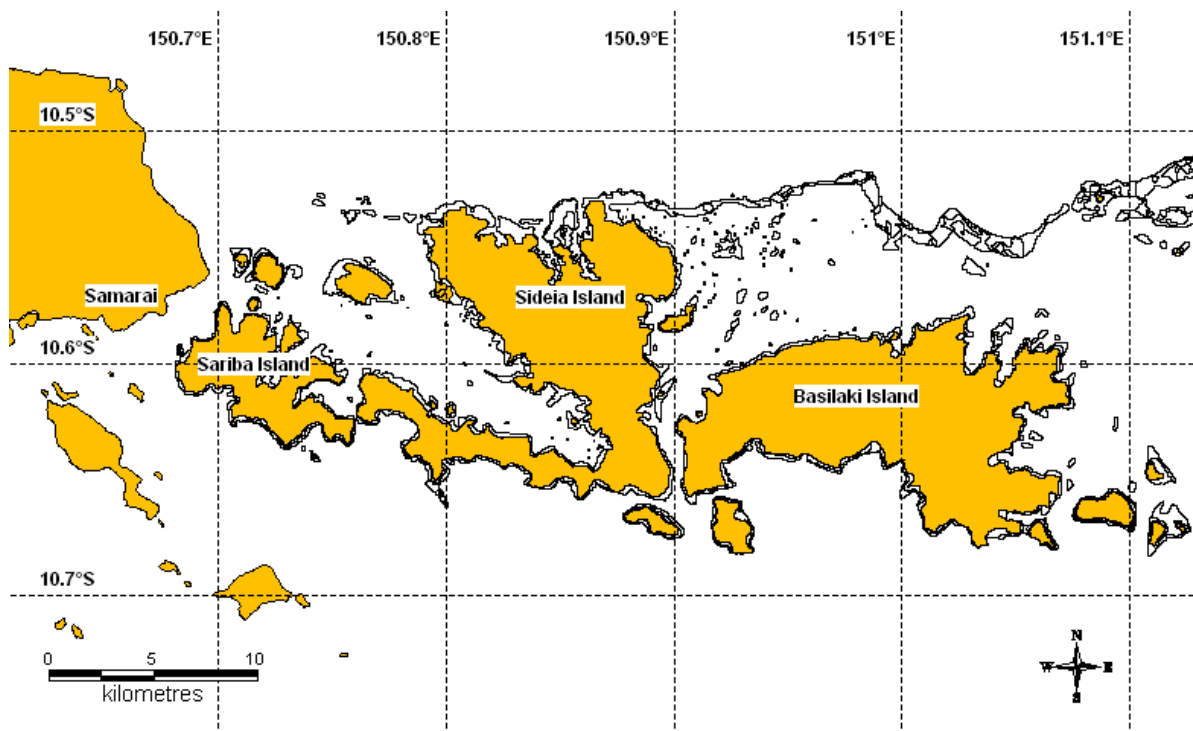 150.7°E 150.8°E 150.9°E 151°E 151.1°E
10.5°S
Samarai
Sideia Island
10.6°S
Sariba Island
Basilaki Island
10.7°S
0 5 10
kilometres
N
W E
S